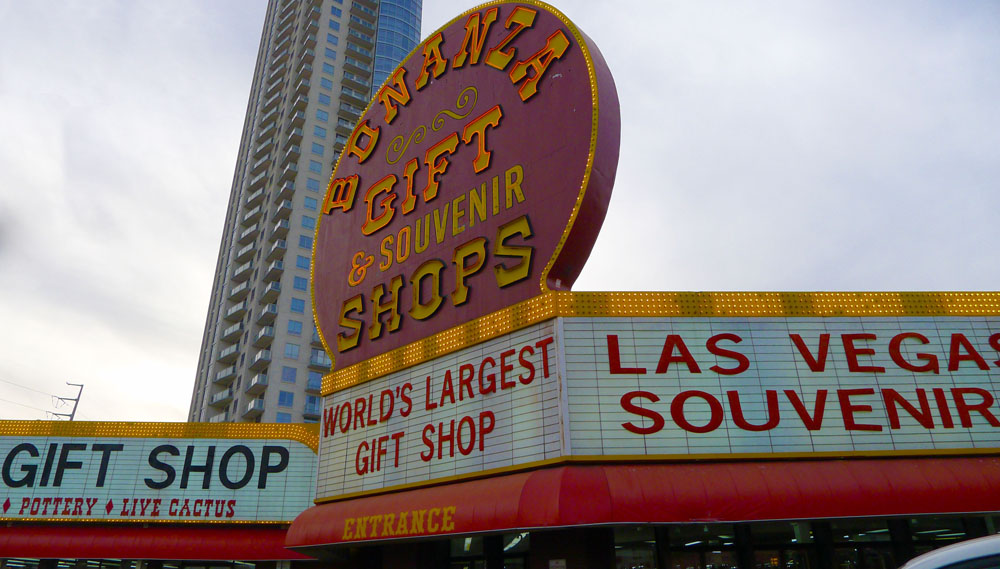 BONANZA
GIFT
& SOUVENIR
SHOPS
WORLD'S LARGEST
GIFT SHOP
LAS VEGAS
SOUVENIR
GIFT SHOP
♦ POTTERY ♦ LIVE CACTUS
ENTRANCE